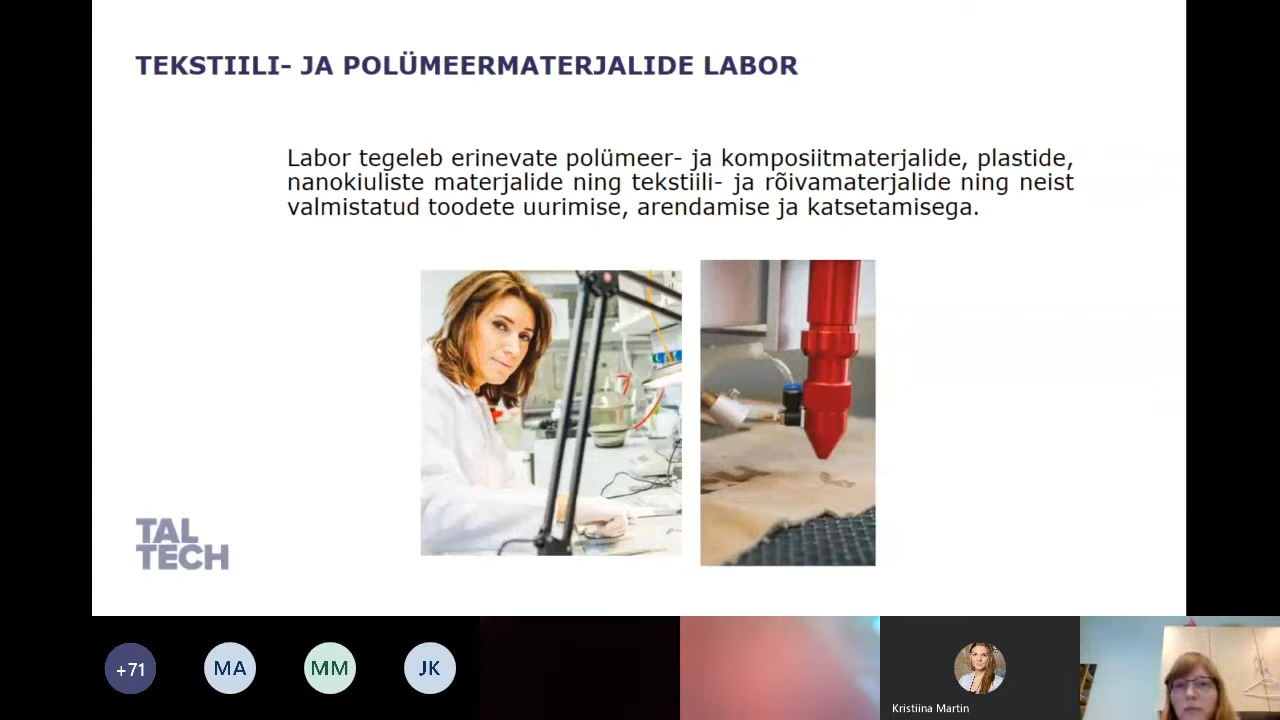 TEKSTIILI- JA POLÜMEERMATERJALIDE LABOR
Labor tegeleb erinevate polümeer- ja komposiitmaterjalide, plastide,
nanokiuliste materjalide ning tekstiili- ja rõivamaterjalide ning neist
valmistatud toodete uurimise, arendamise ja katsetamisega.
TAL
TECH
+71
MA
MM
JK
Kristiina Martin